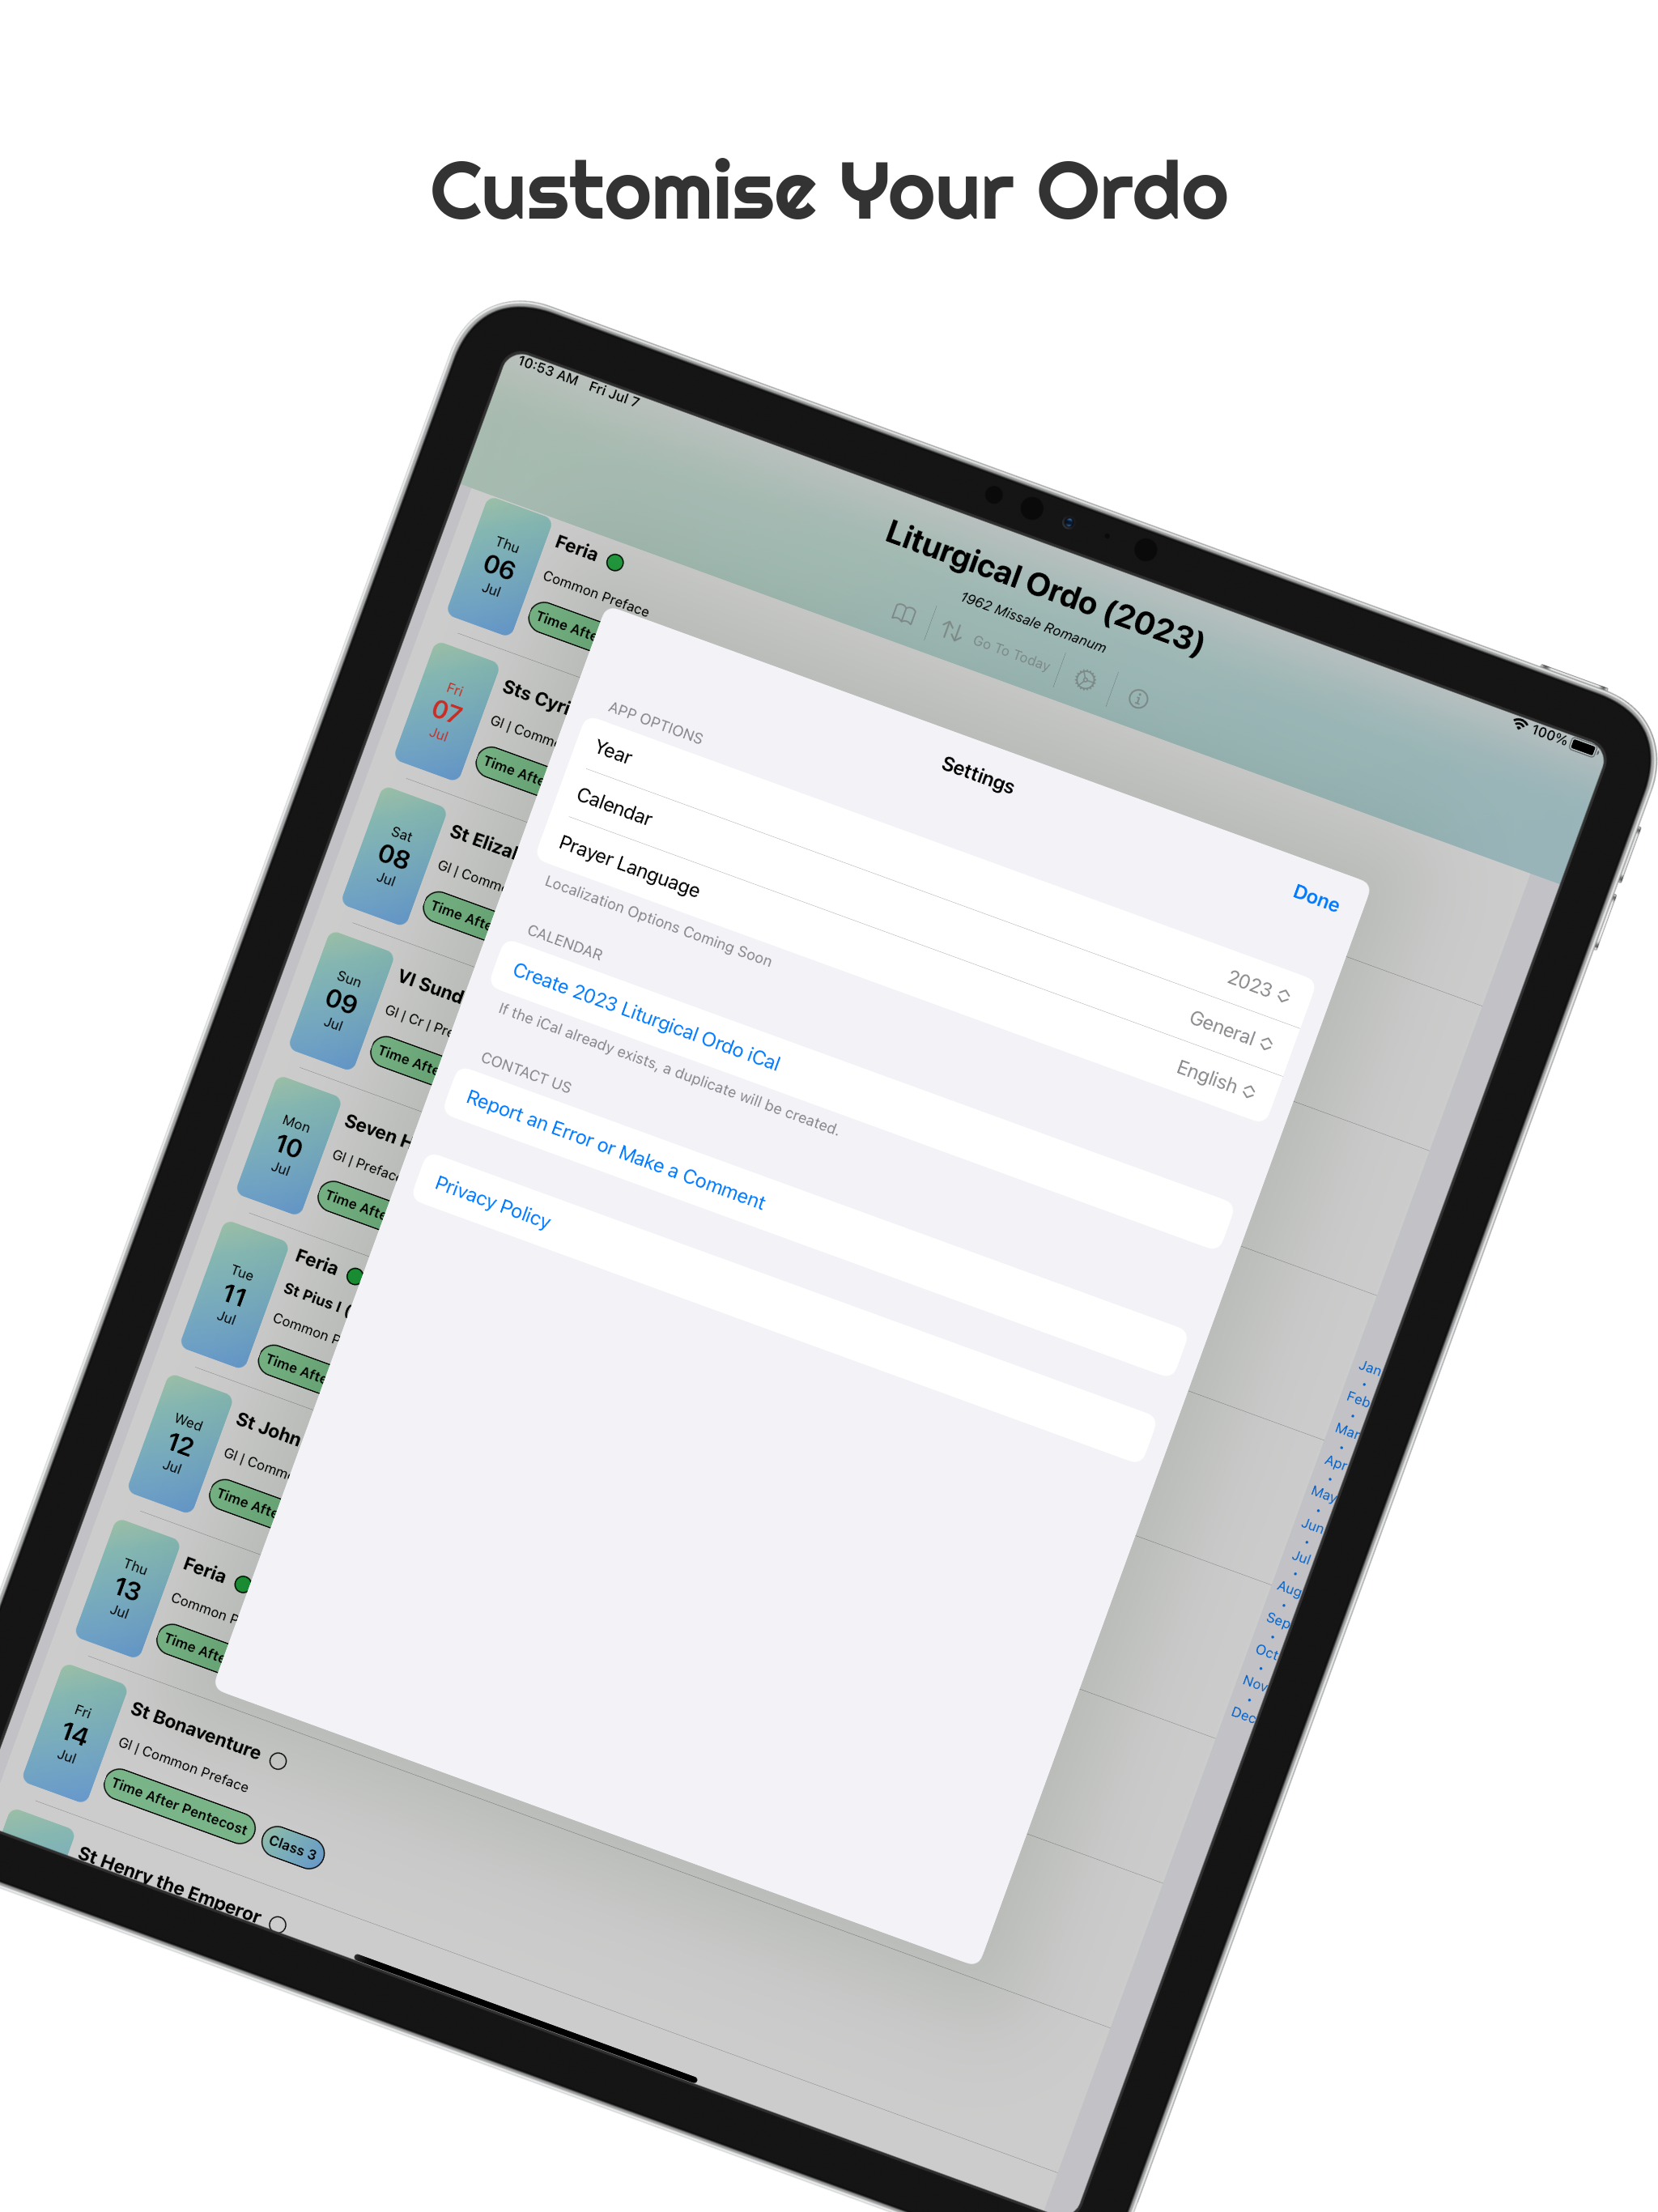 Customise Your Ordo
10:53 AM Fri Jul 7
100%
Liturgical Ordo (2023)
1962 Missale Romanum
Go To Today
Thu
06
Jul
Feria
Common Preface
Time Afte
Fri
07
Jul
Sts Cyri
Gl | Comm
Time Afte
Sat
08
Jul
St Elizal
Gl | Comm
Time Afte
Sun
09
Jul
VI Sund
Gl | Cr | Pre
Time Afte
Mon
10
Jul
Seven H
Gl | Preface
Time Afte
Tue
11
Jul
Feria
St Pius I (
Common P
Time Afte
Wed
12
Jul
St John
Gl | Comm
Time Afte
Thu
13
Jul
Feria
Common P
Time Afte
Fri
14
Jul
St Bonaventure
Gl | Common Preface
Time After Pentecost
Class 3
St Henry the Emperor
Settings
Done
APP OPTIONS
Year 2023
Calendar General
Prayer Language English
Localization Options Coming Soon
CALENDAR
Create 2023 Liturgical Ordo iCal
If the iCal already exists, a duplicate will be created.
CONTACT US
Report an Error or Make a Comment
Privacy Policy
Jan
Feb
Mar
Apr
May
Jun
Jul
Aug
Sep
Oct
Nov
Dec